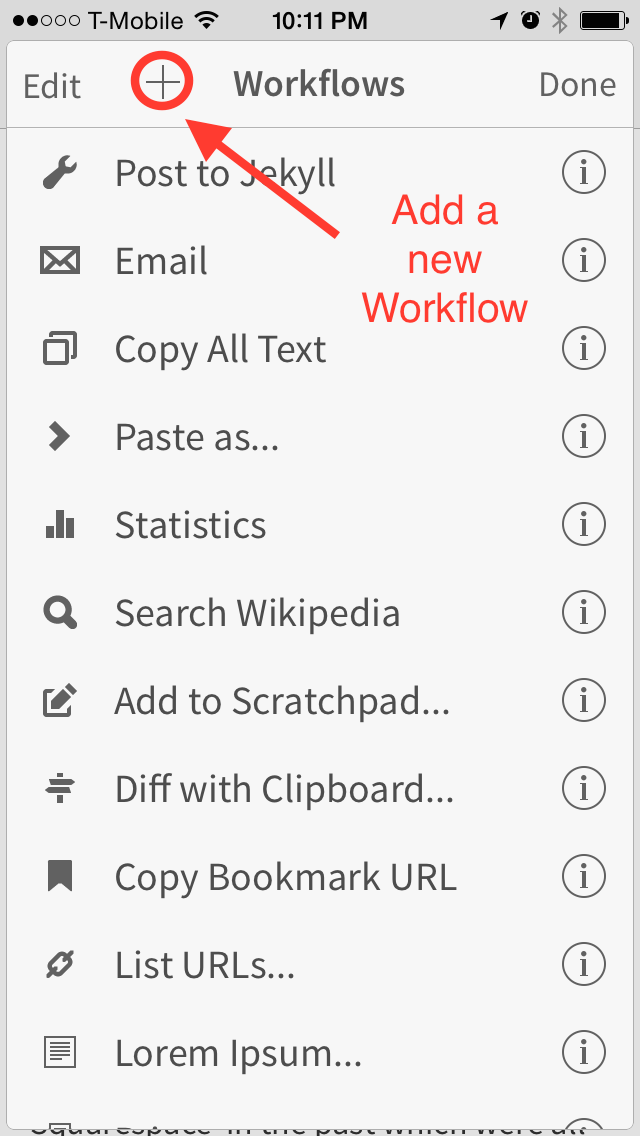 T-Mobile 10:11 PM
Edit Workflows Done
Post to Jekyll
Add a
new
Workflow
Email
Copy All Text
Paste as...
Statistics
Search Wikipedia
Add to Scratchpad...
Diff with Clipboard...
Copy Bookmark URL
List URLs...
Lorem Ipsum...